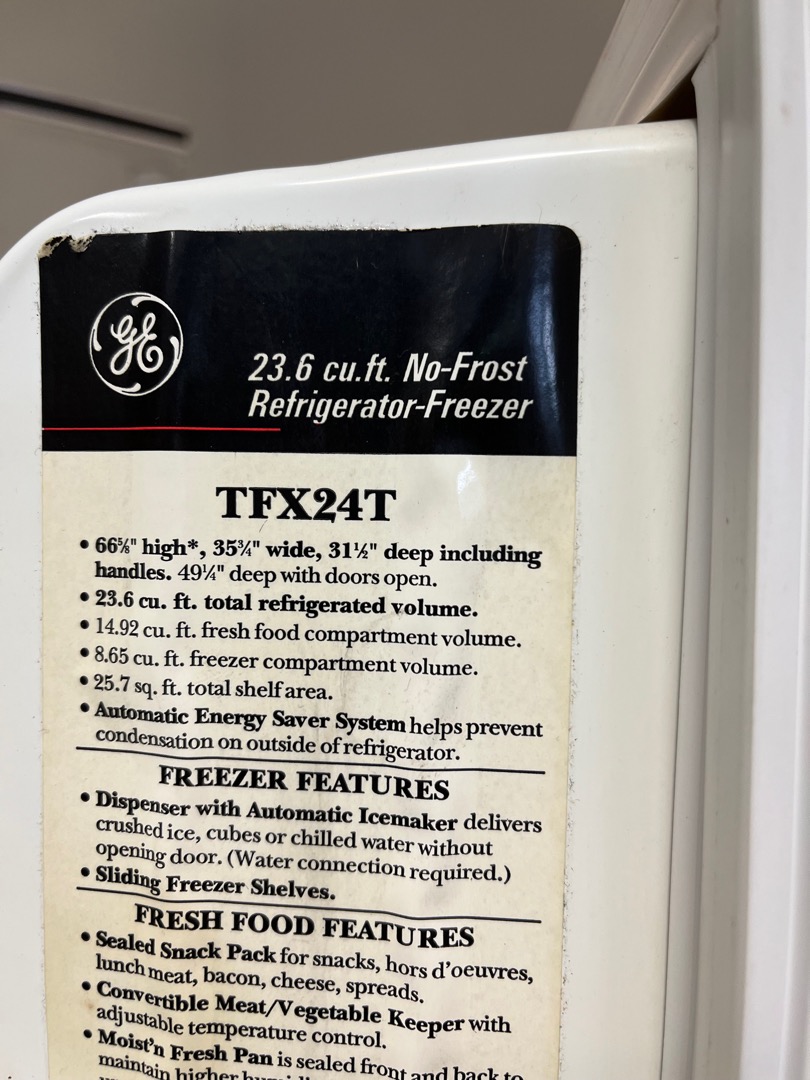 GE
23.6 cu.ft. No-Frost
Refrigerator-Freezer
TFX24T
• 66⅝" high*, 35¾" wide, 31½" deep including
handles. 49¼" deep with doors open.
• 23.6 cu. ft. total refrigerated volume.
• 14.92 cu. ft. fresh food compartment volume.
• 8.65 cu. ft. freezer compartment volume.
• 25.7 sq. ft. total shelf area.
• Automatic Energy Saver System helps prevent
condensation on outside of refrigerator.
FREEZER FEATURES
• Dispenser with Automatic Icemaker delivers
crushed ice, cubes or chilled water without
opening door. (Water connection required.)
• Sliding Freezer Shelves.
FRESH FOOD FEATURES
• Sealed Snack Pack for snacks, hors d'oeuvres,
lunch meat, bacon, cheese, spreads.
• Convertible Meat/Vegetable Keeper with
adjustable temperature control.
• Moist'n Fresh Pan is sealed front and back to
maintain higher